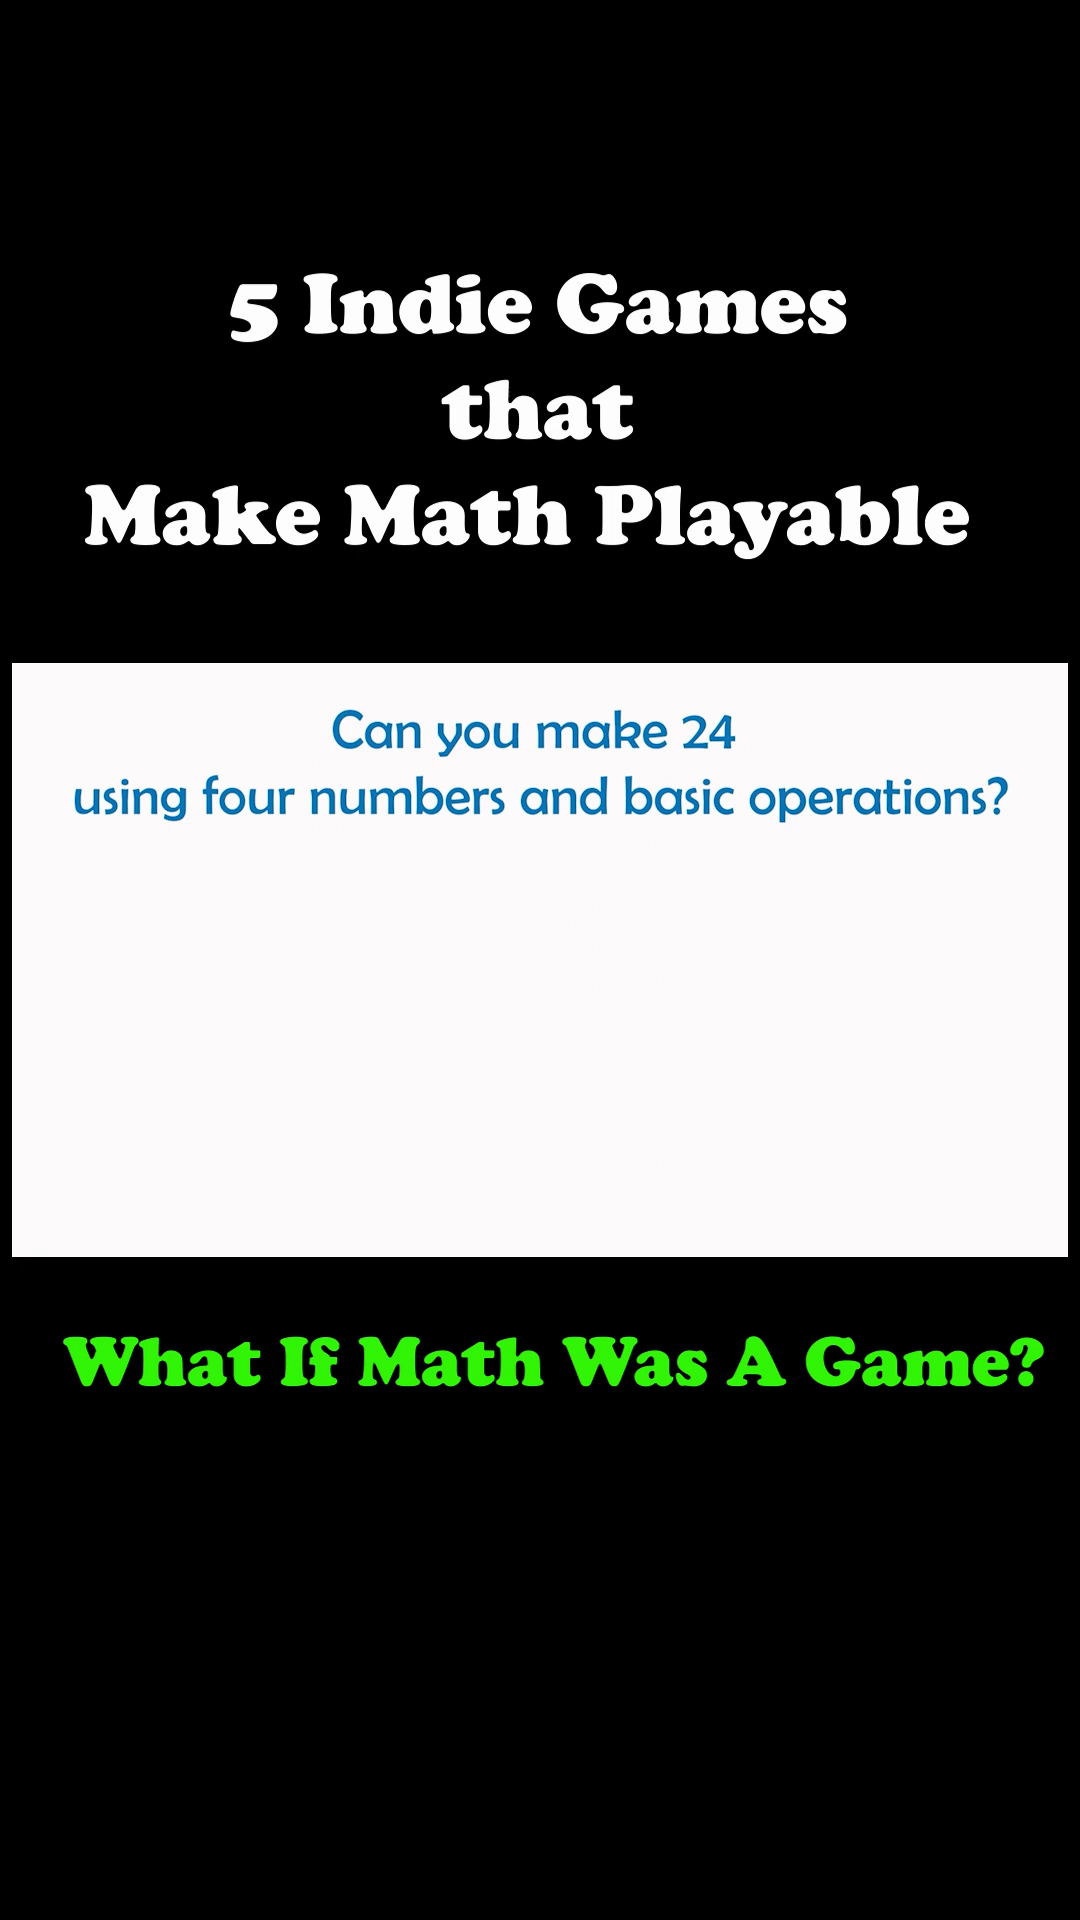 5 Indie Games
that
Make Math Playable
Can you make 24
using four numbers and basic operations?
What If Math Was A Game?